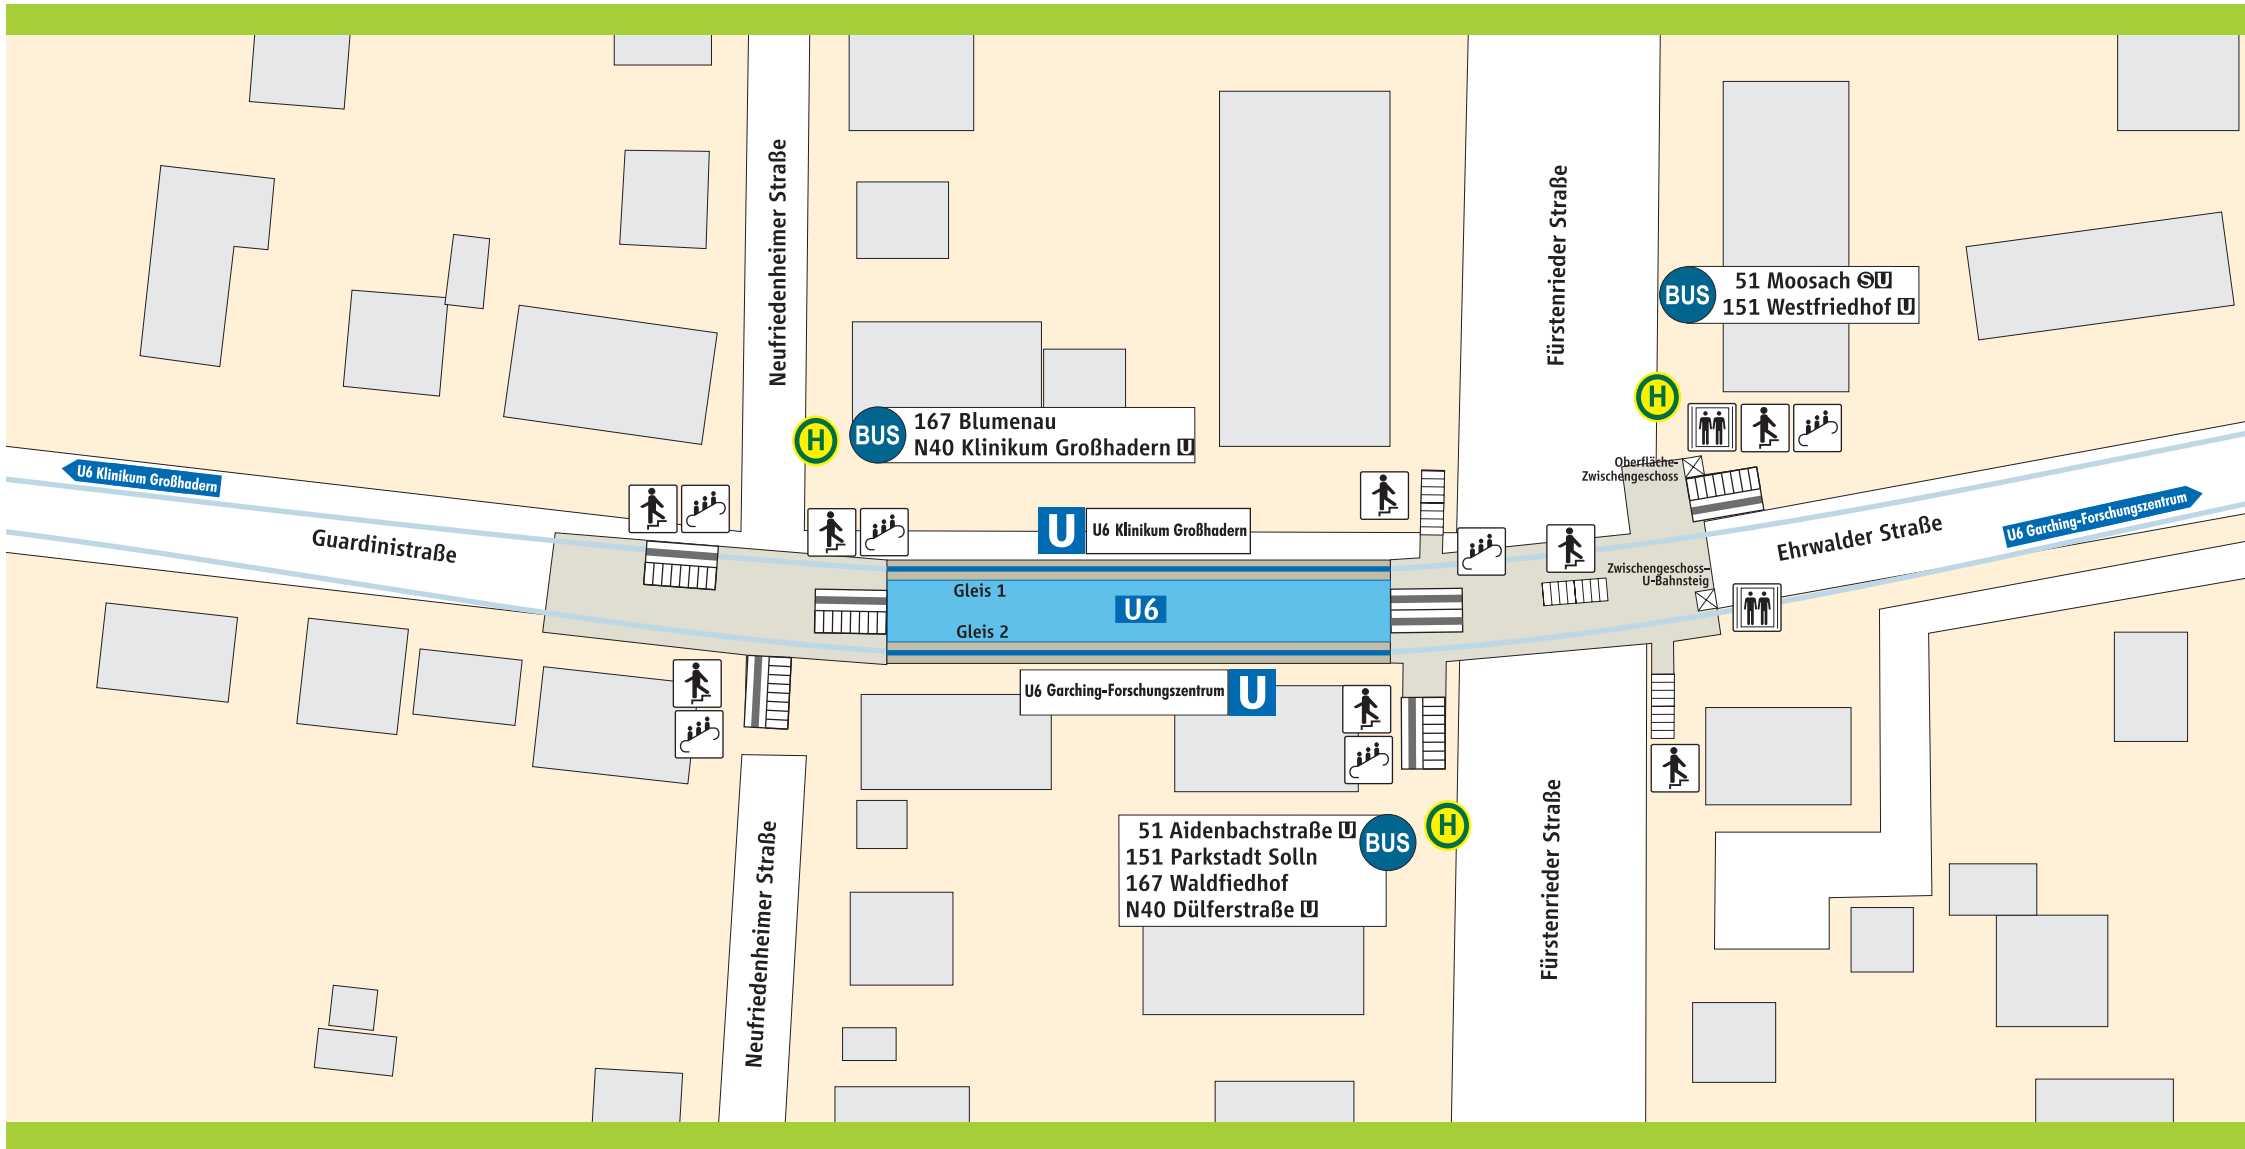 Neufriedenheimer Straße
Fürstenrieder Straße
BUS
51 Moosach S U
151 Westfriedhof U
H
H
BUS
167 Blumenau
N40 Klinikum Großhadern U
Oberfläche-
Zwischengeschoss
U6 Klinikum Großhadern
U6 Garching-Forschungszentrum
Guardinistraße
U
U6 Klinikum Großhadern
Ehrwalder Straße
Zwischengeschoss-
U-Bahnsteig
Gleis 1
U6
Gleis 2
U6 Garching-Forschungszentrum
U
51 Aidenbachstraße U
151 Parkstadt Solln
167 Waldfiedhof
N40 Dülferstraße U
BUS
H
Neufriedenheimer Straße
Fürstenrieder Straße